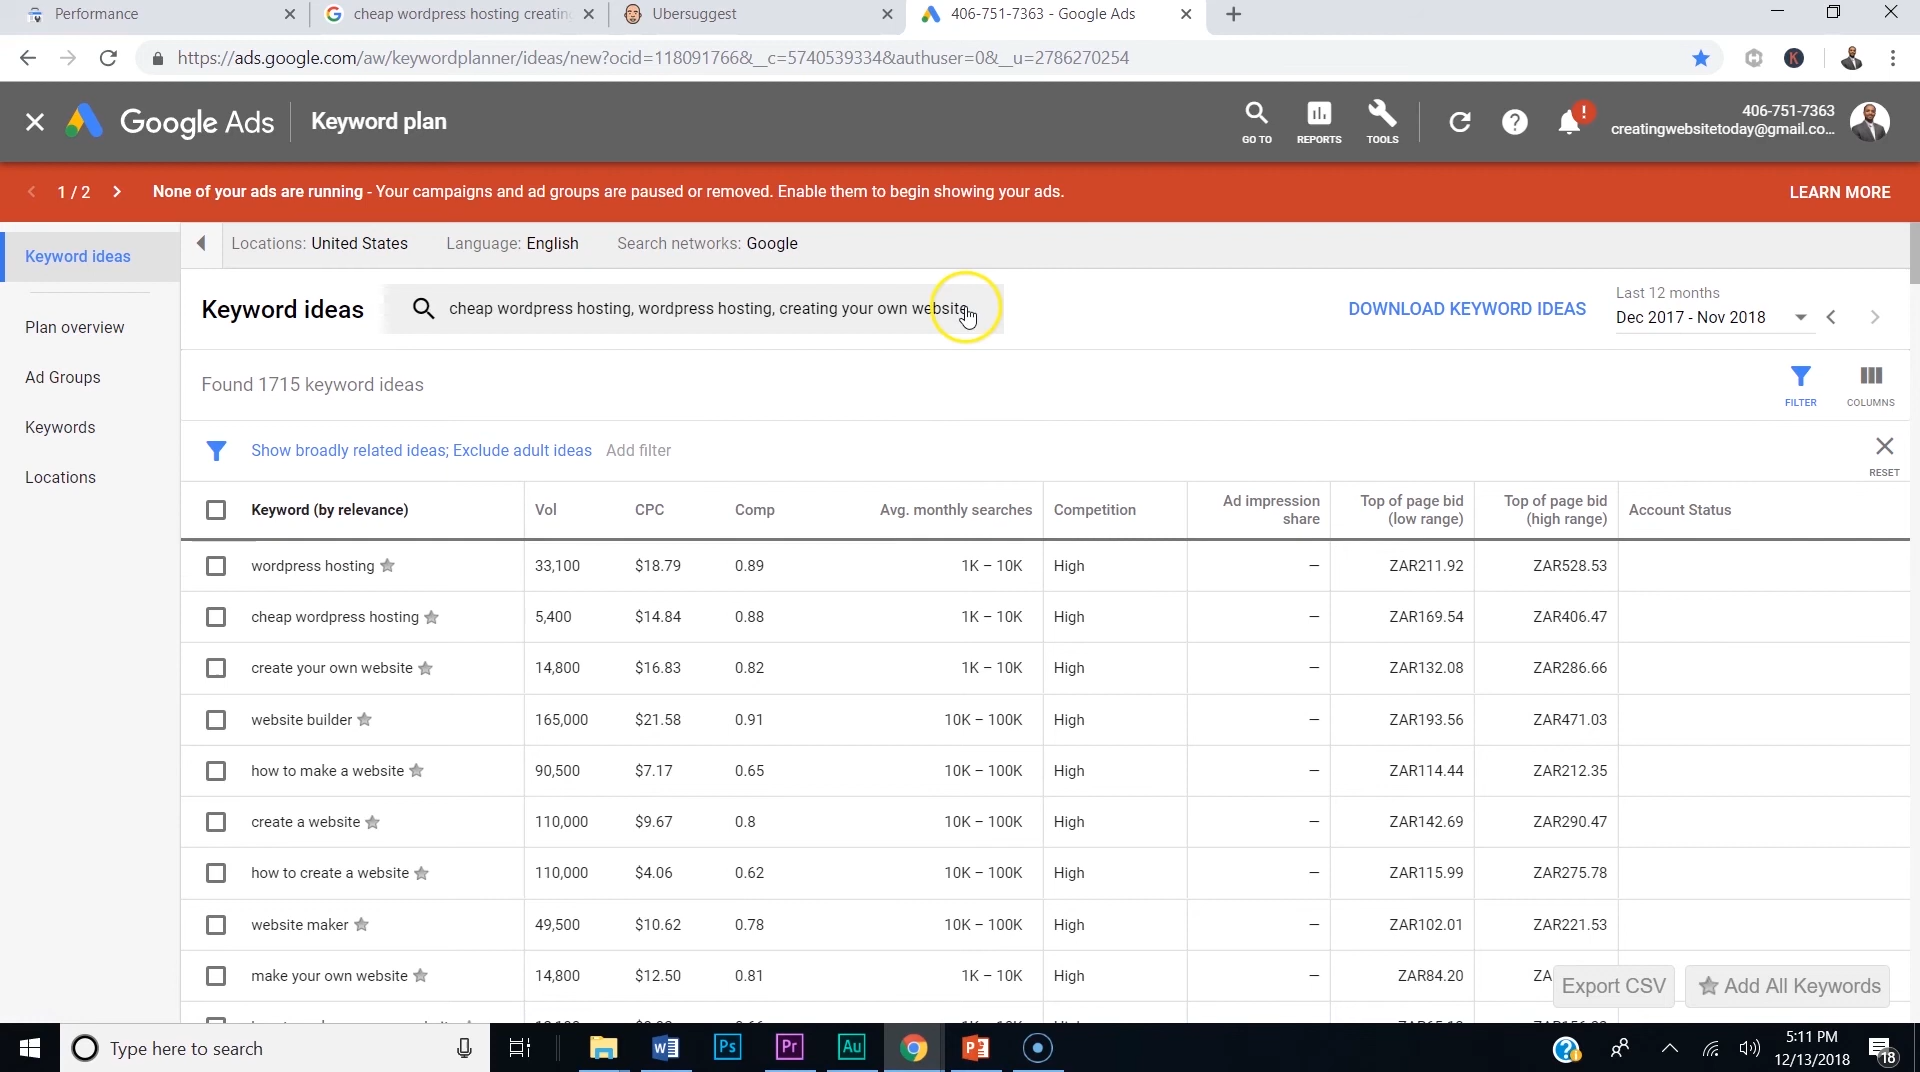 Performance
cheap wordpress hosting creatin
Ubersuggest
406-751-7363 - Google Ads
https://ads.google.com/aw/keywordplanner/ideas/new?ocid=118091766&__c=5740539334&authuser=0&__u=2786270254
K
Google Ads
Keyword plan
GO TO
REPORTS
TOOLS
406-751-7363
creatingwebsitetoday@gmail.co...
1 / 2
None of your ads are running - Your campaigns and ad groups are paused or removed. Enable them to begin showing your ads.
LEARN MORE
Keyword ideas
Plan overview
Ad Groups
Keywords
Locations
Locations: United States
Language: English
Search networks: Google
Keyword ideas
cheap wordpress hosting, wordpress hosting, creating your own website
DOWNLOAD KEYWORD IDEAS
Last 12 months
Dec 2017 - Nov 2018
Found 1715 keyword ideas
FILTER
COLUMNS
Show broadly related ideas; Exclude adult ideas
Add filter
RESET
Keyword (by relevance) Vol CPC Comp Avg. monthly searches Competition Ad impression share Top of page bid (low range) Top of page bid (high range) Account Status
wordpress hosting 33,100 $18.79 0.89 1K – 10K High – ZAR211.92 ZAR528.53
cheap wordpress hosting 5,400 $14.84 0.88 1K – 10K High – ZAR169.54 ZAR406.47
create your own website 14,800 $16.83 0.82 1K – 10K High – ZAR132.08 ZAR286.66
website builder 165,000 $21.58 0.91 10K – 100K High – ZAR193.56 ZAR471.03
how to make a website 90,500 $7.17 0.65 10K – 100K High – ZAR114.44 ZAR212.35
create a website 110,000 $9.67 0.8 10K – 100K High – ZAR142.69 ZAR290.47
how to create a website 110,000 $4.06 0.62 10K – 100K High – ZAR115.99 ZAR275.78
website maker 49,500 $10.62 0.78 10K – 100K High – ZAR102.01 ZAR221.53
make your own website 14,800 $12.50 0.81 1K – 10K High – ZAR84.20 ZA
Export CSV
Add All Keywords
Type here to search
Ps
Pr
Au
5:11 PM
12/13/2018
18